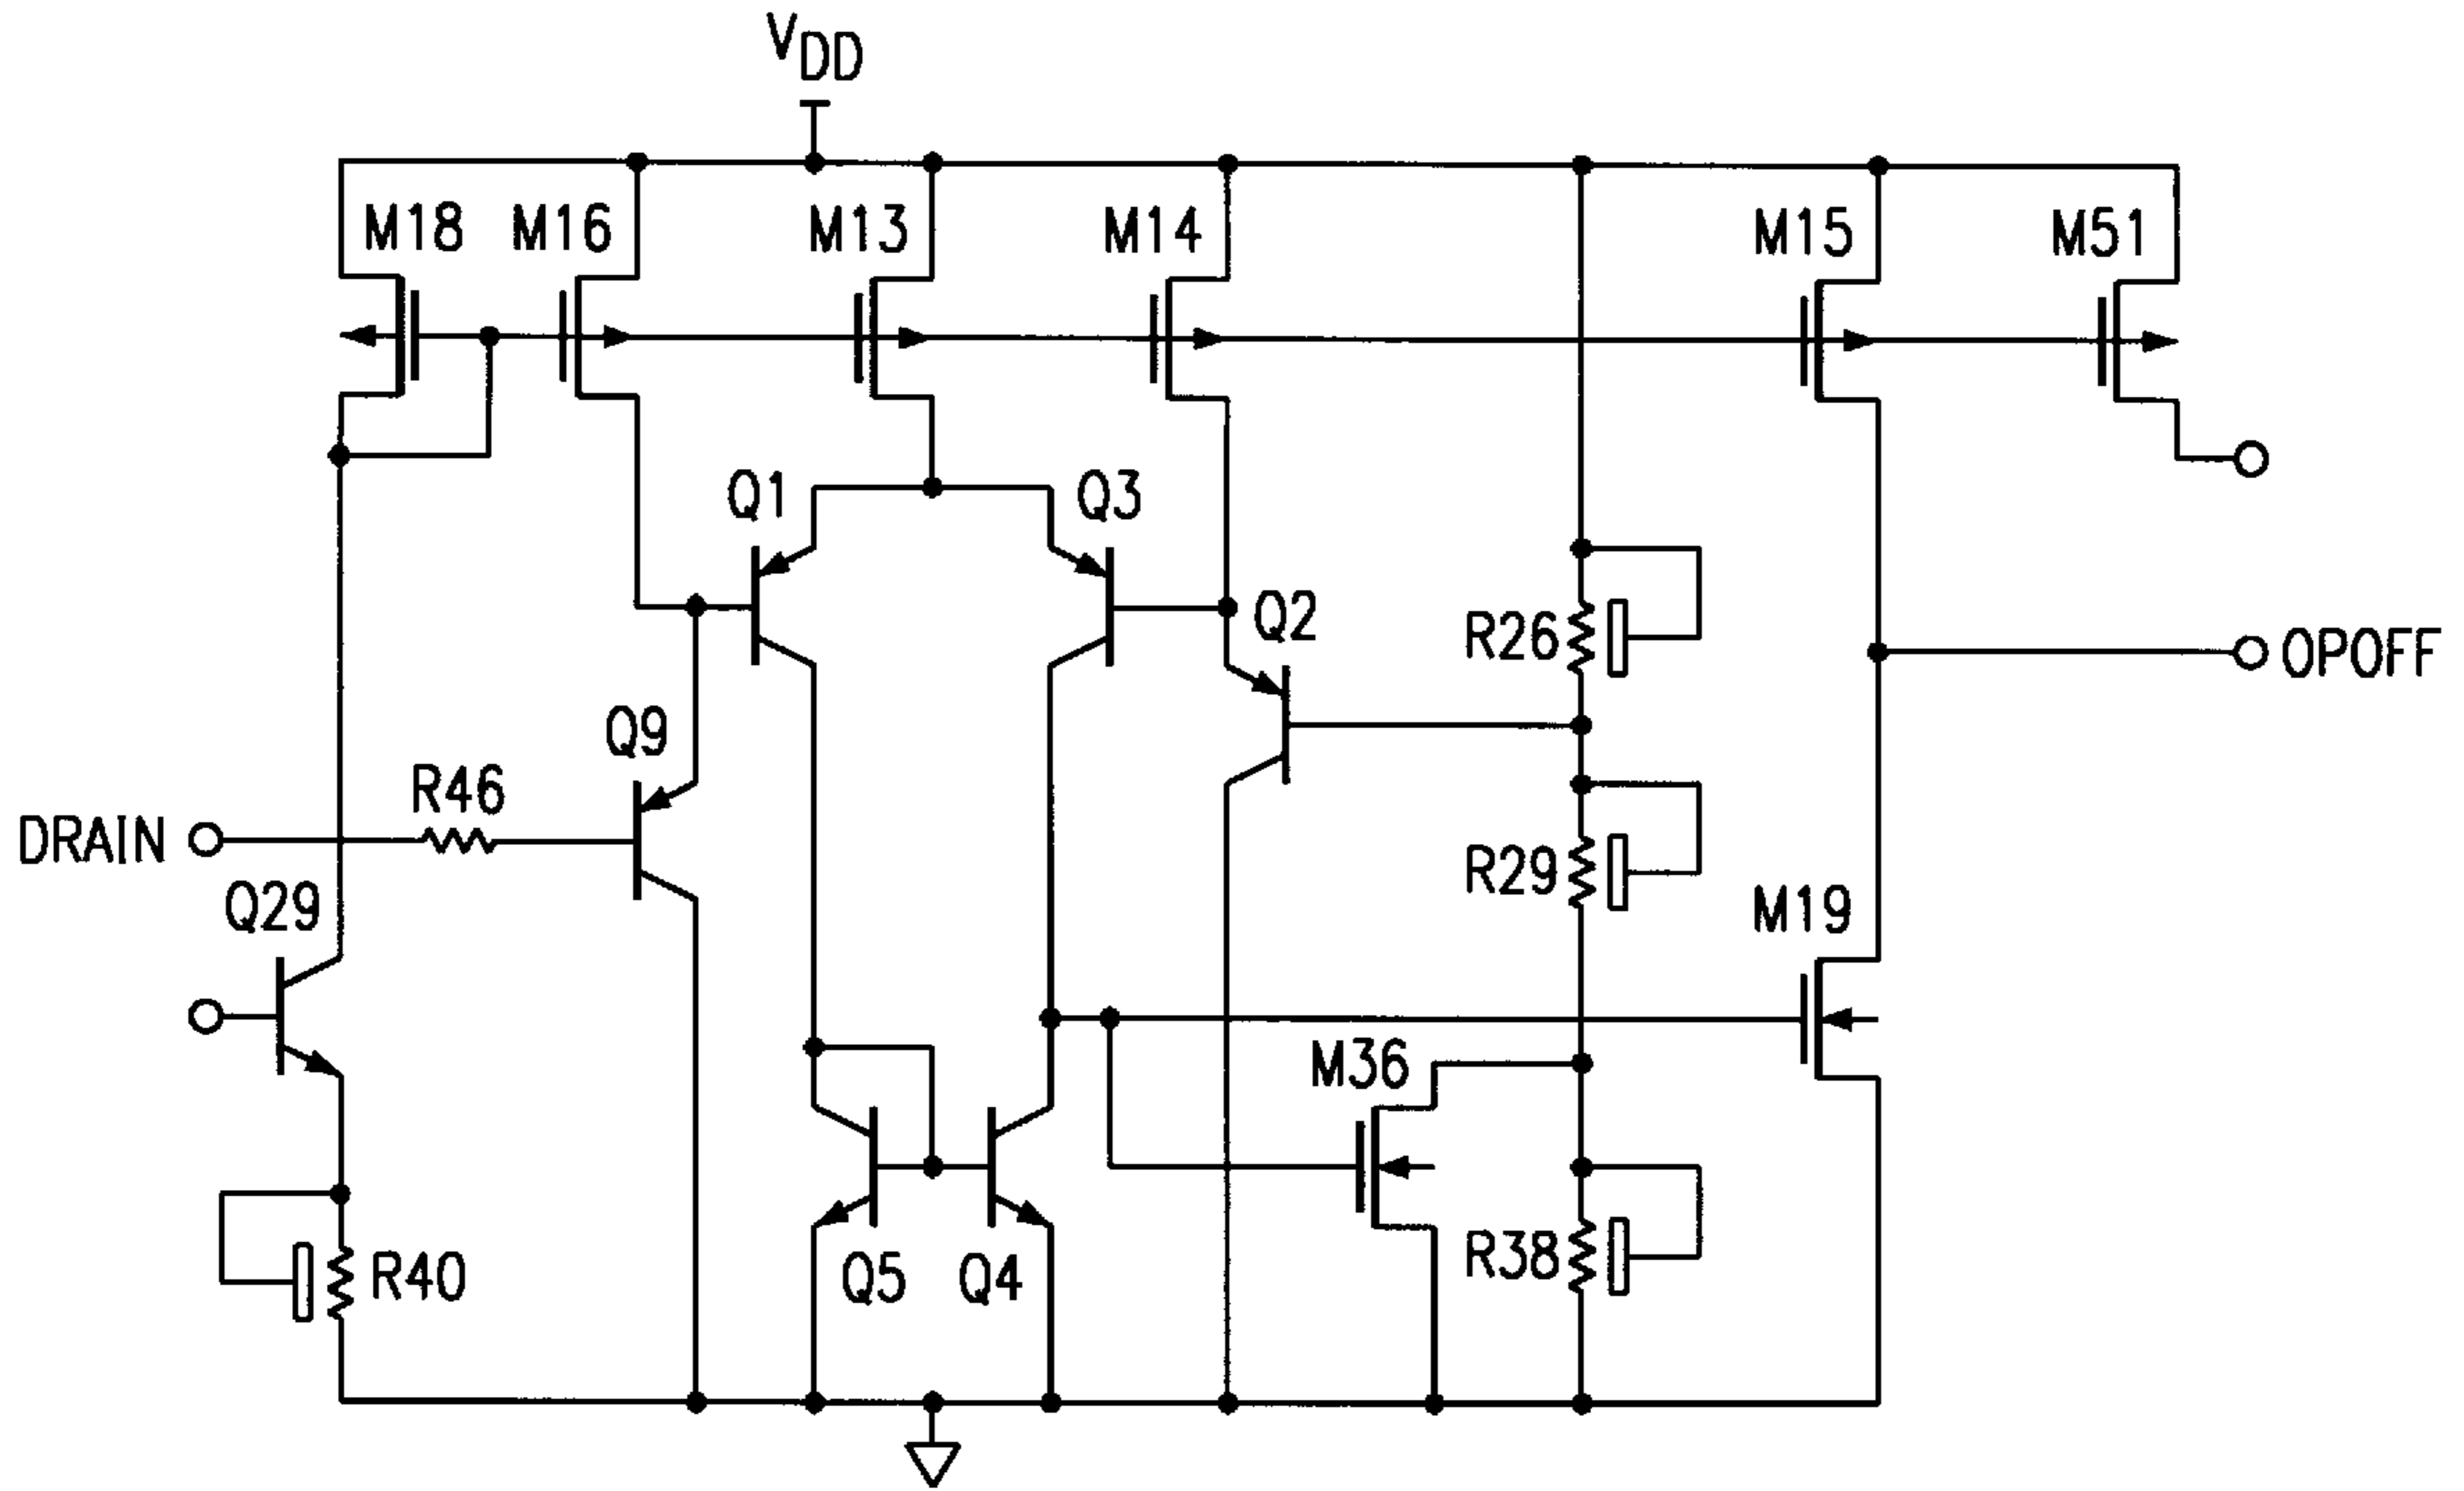 VDD
M18 M16 M13 M14 M15 M51
Q1 Q3
Q2
R26
OPOFF
Q9
R46
DRAIN
R29
Q29
M19
M36
R40
Q5 Q4
R38